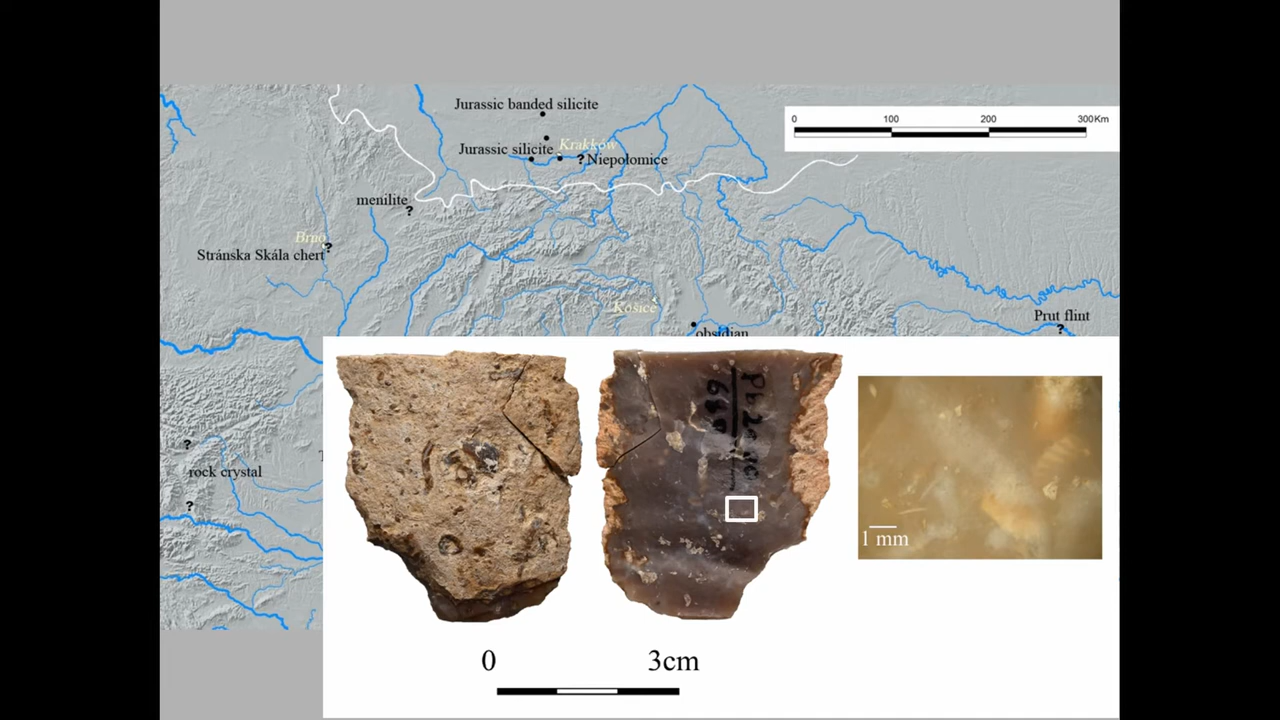 Jurassic banded silicite
0 100 200 300Km
Jurassic silicite
Krakków
? Niepołomice
menilite
?
Brno
?
Stránska Skála chert
Košice
obsidian
Prut flint
?
?
rock crystal
?
1 mm
0 3cm